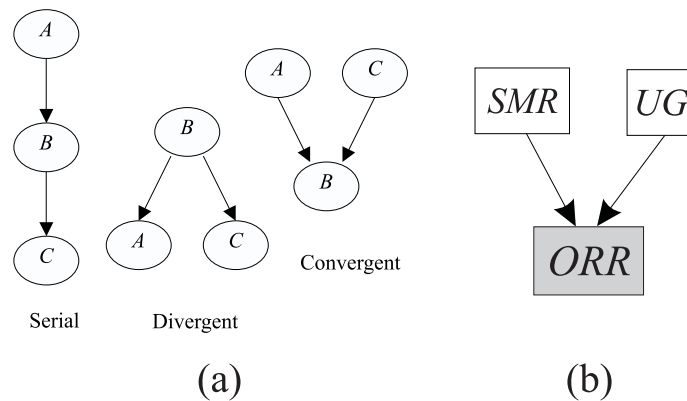 A
B
C
Serial
B
A
C
Divergent
A
C
B
Convergent
(a)
SMR
UG
ORR
(b)